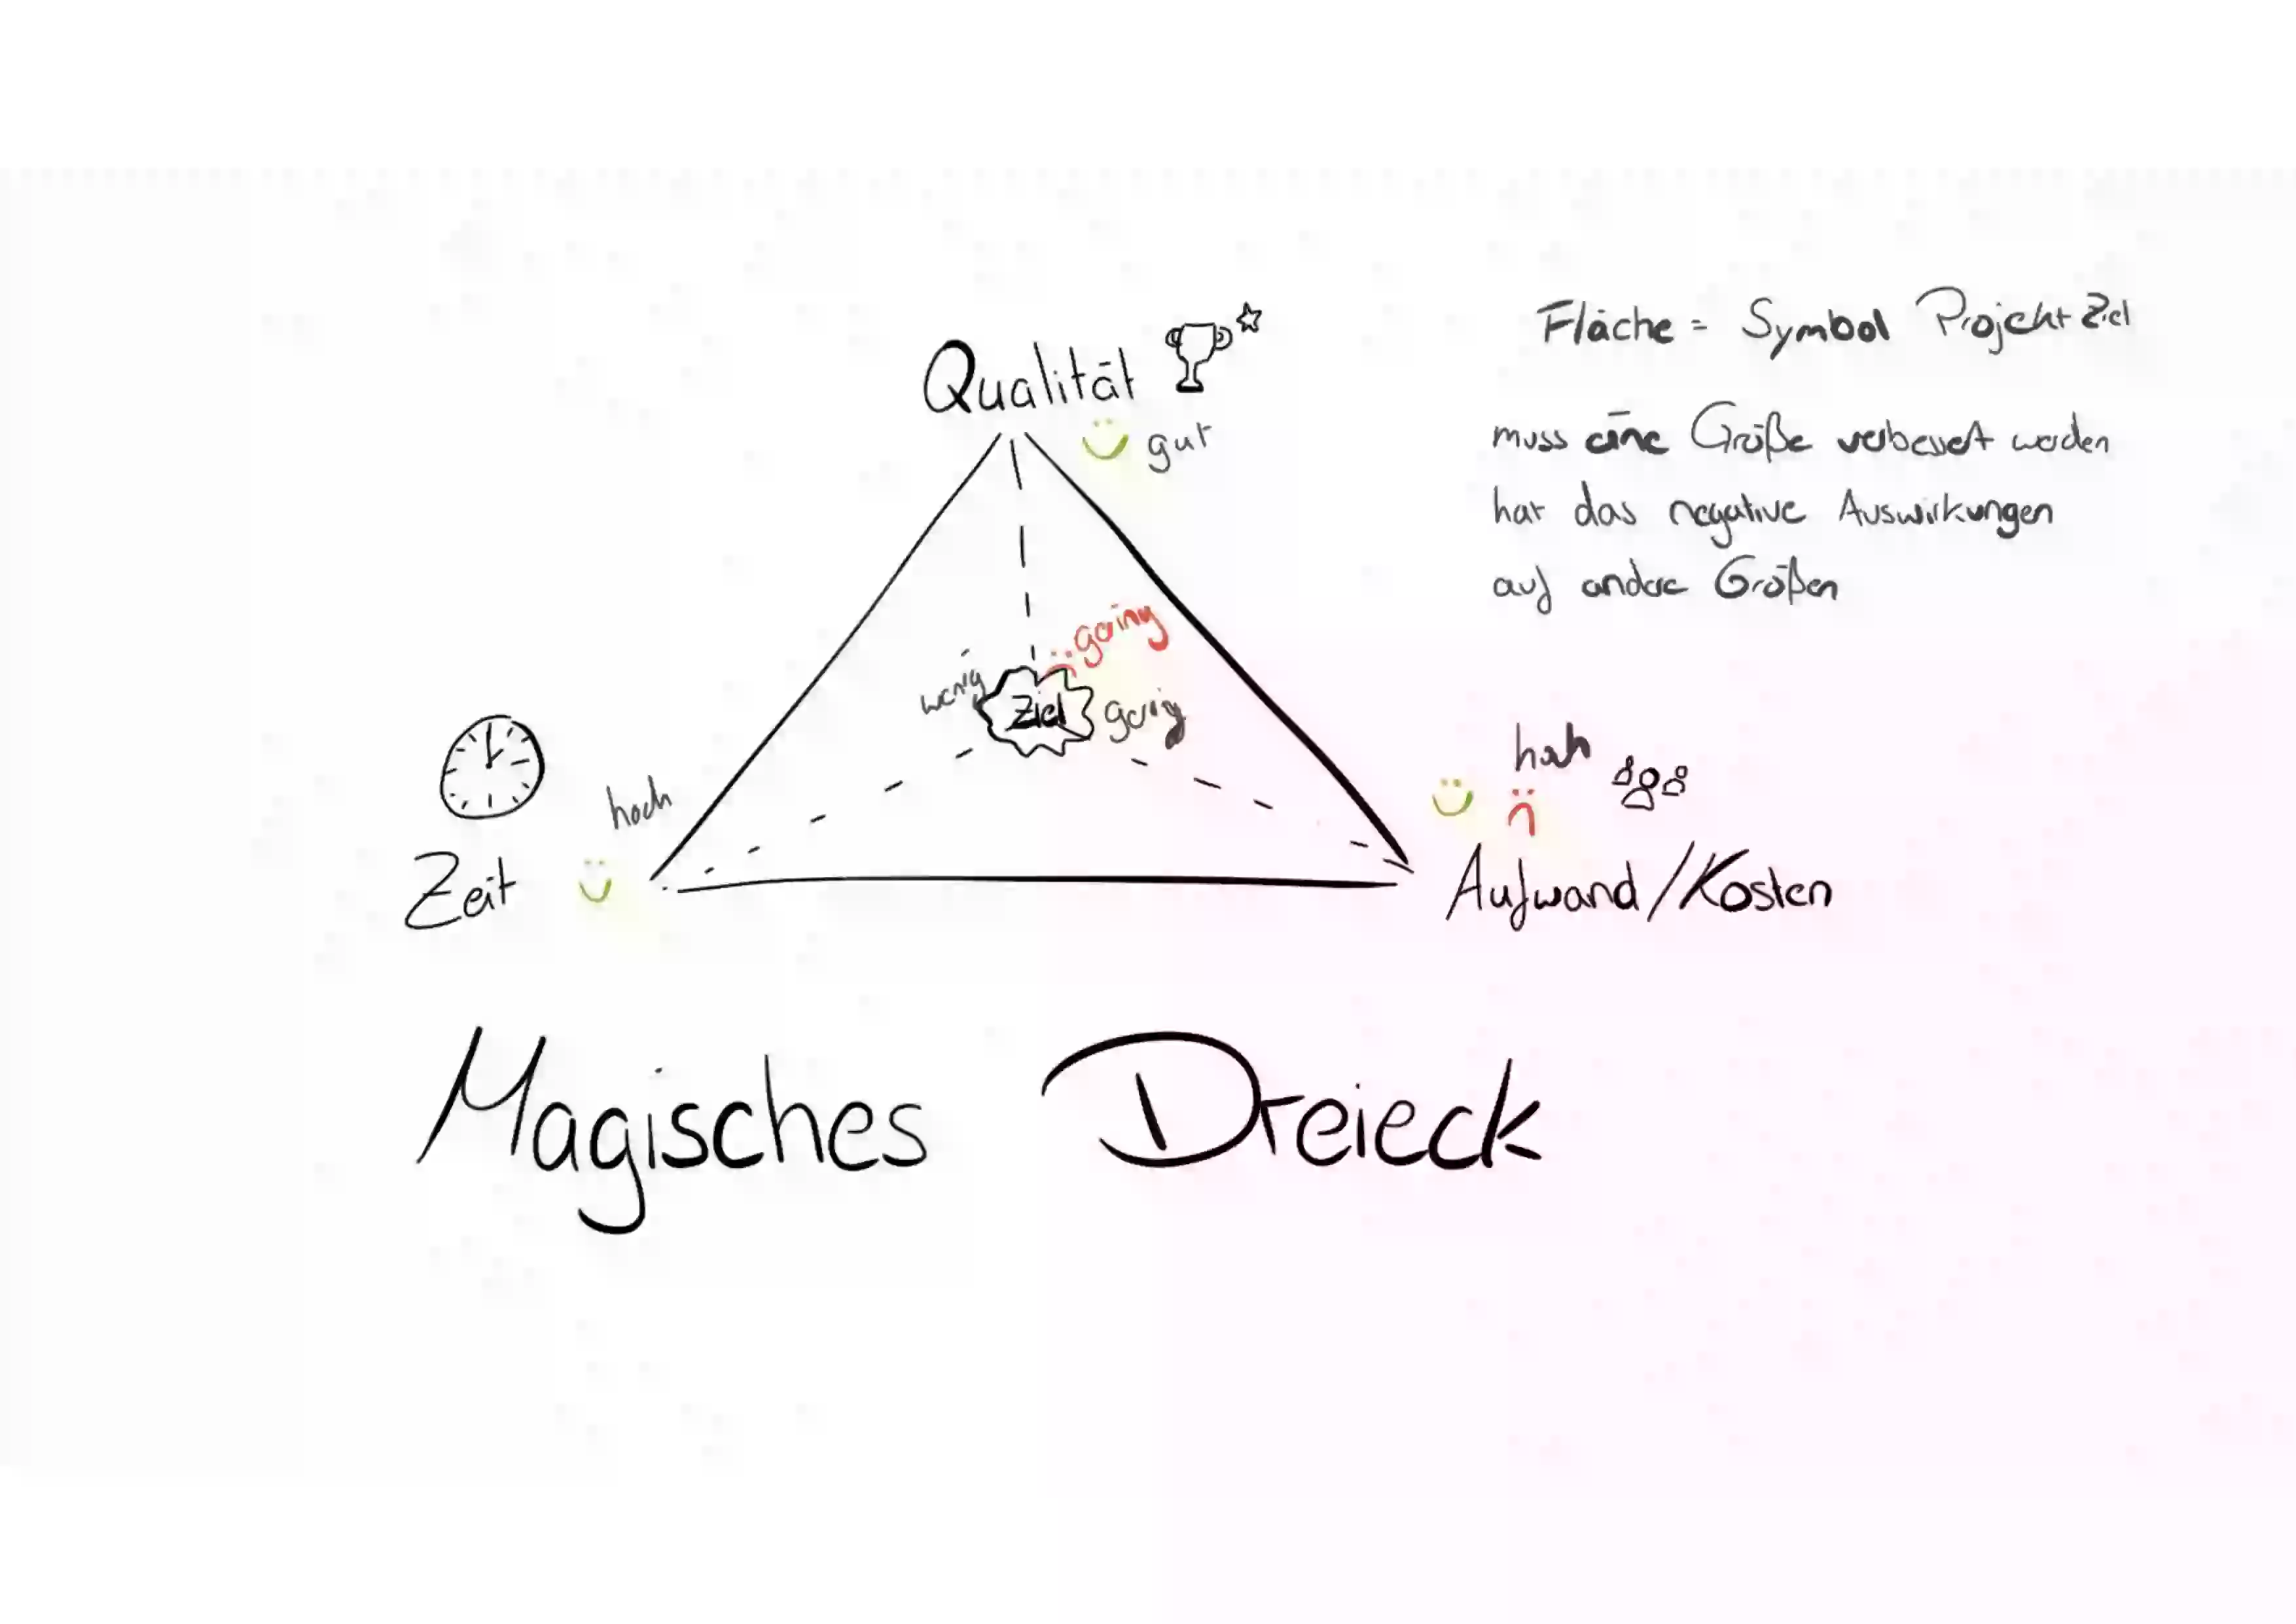 Fläche = Symbol Projekt Ziel
Qualität
gut
muss eine Größe verbessert werden
hat das negative Auswirkungen
auf andere Größen
gering
wenig
Ziel
gering
hoch
hoch
Zeit
Aufwand/Kosten
Magisches Dreieck